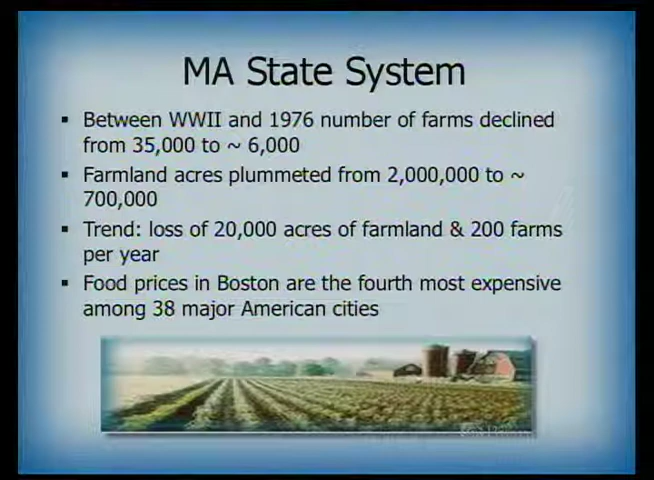 MA State System
▪ Between WWII and 1976 number of farms declined
from 35,000 to ~ 6,000
▪ Farmland acres plummeted from 2,000,000 to ~
700,000
▪ Trend: loss of 20,000 acres of farmland & 200 farms
per year
▪ Food prices in Boston are the fourth most expensive
among 38 major American cities